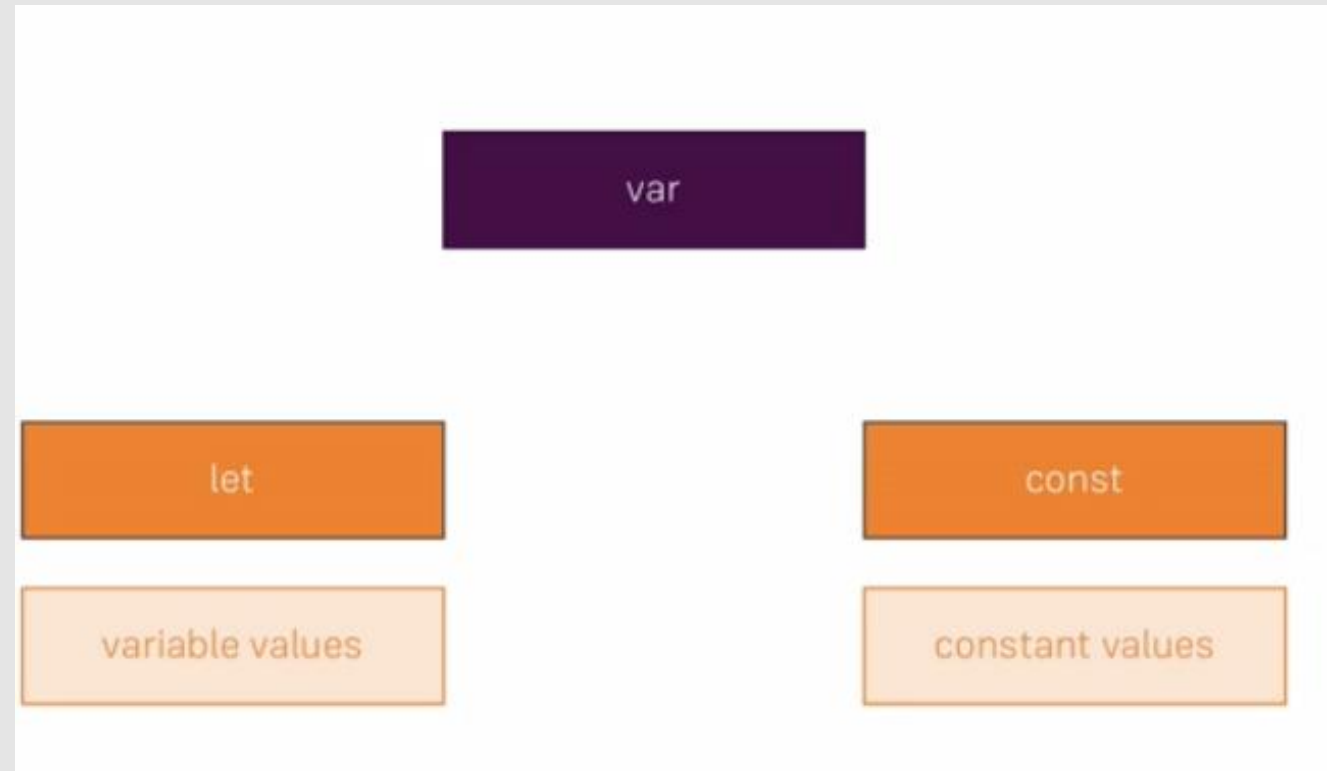 var
let
const
variable values
constant values